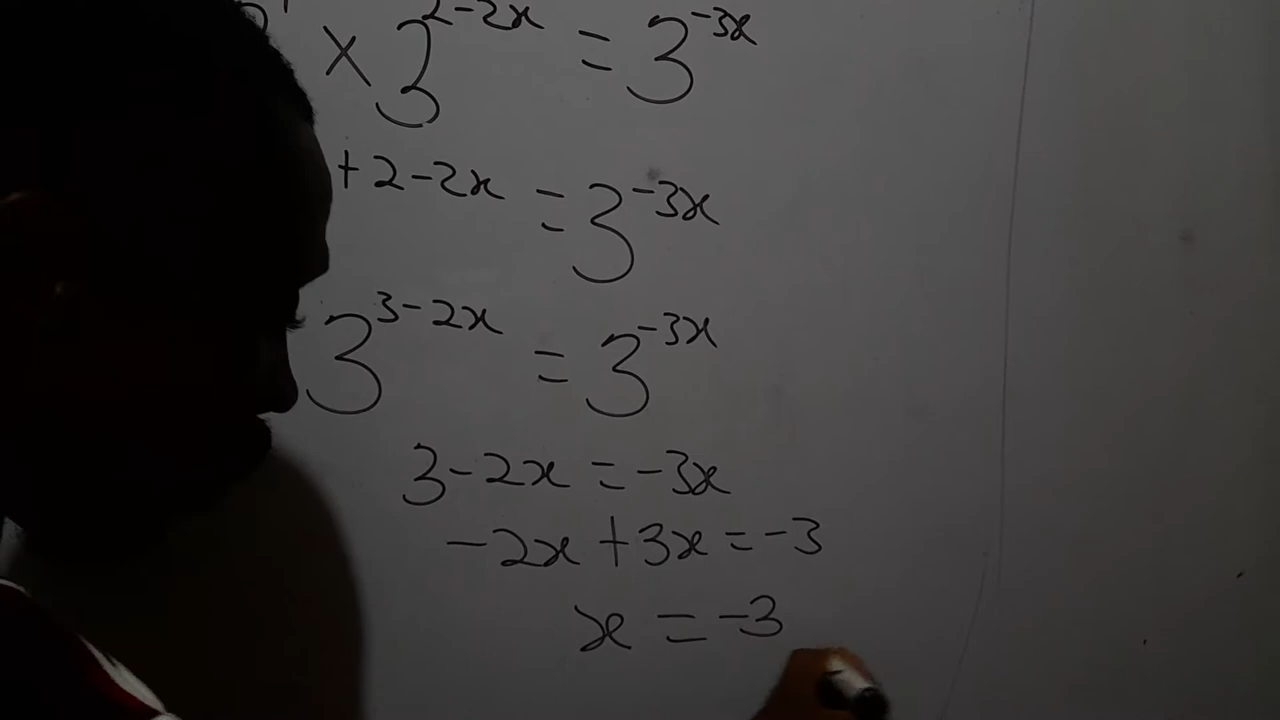 × 3^{2-2x} = 3^{-3x}
+2-2x = 3^{-3x}
3^{3-2x} = 3^{-3x}
3-2x = -3x
-2x+3x = -3
x = -3